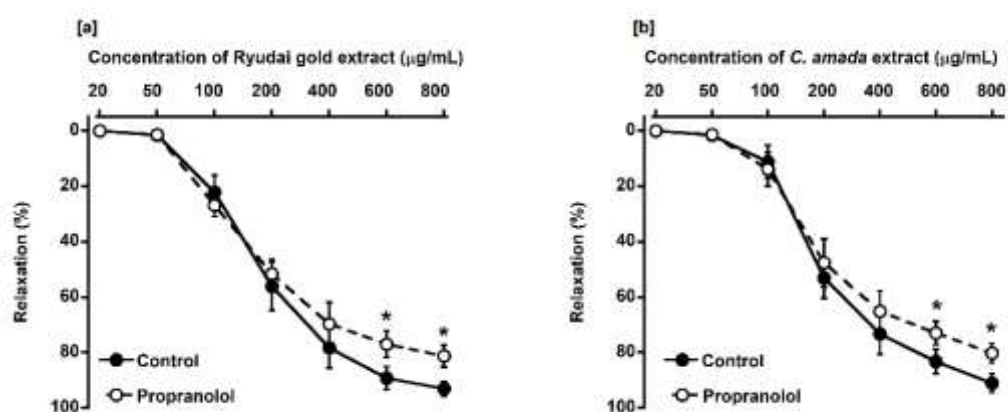 [a]
Concentration of Ryudai gold extract (μg/mL)
20 50 100 200 400 600 800
0
20
40
60
80
100
Relaxation (%)
*
*
Control
Propranolol
[b]
Concentration of C. amada extract (μg/mL)
20 50 100 200 400 600 800
0
20
40
60
80
100
Relaxation (%)
*
*
Control
Propranolol